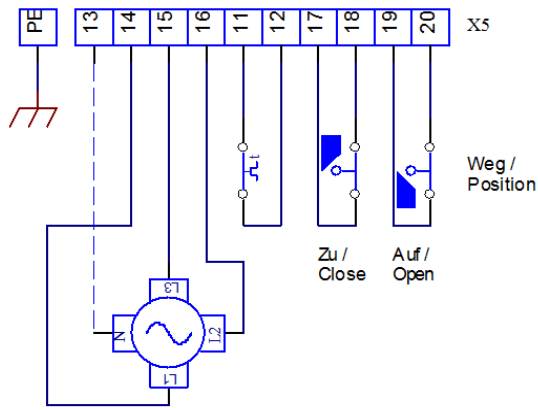 PE 13 14 15 16 11 12 17 18 19 20 X5
t
Weg /
Position
Zu /
Close
Auf /
Open
L3
N
L2
L1